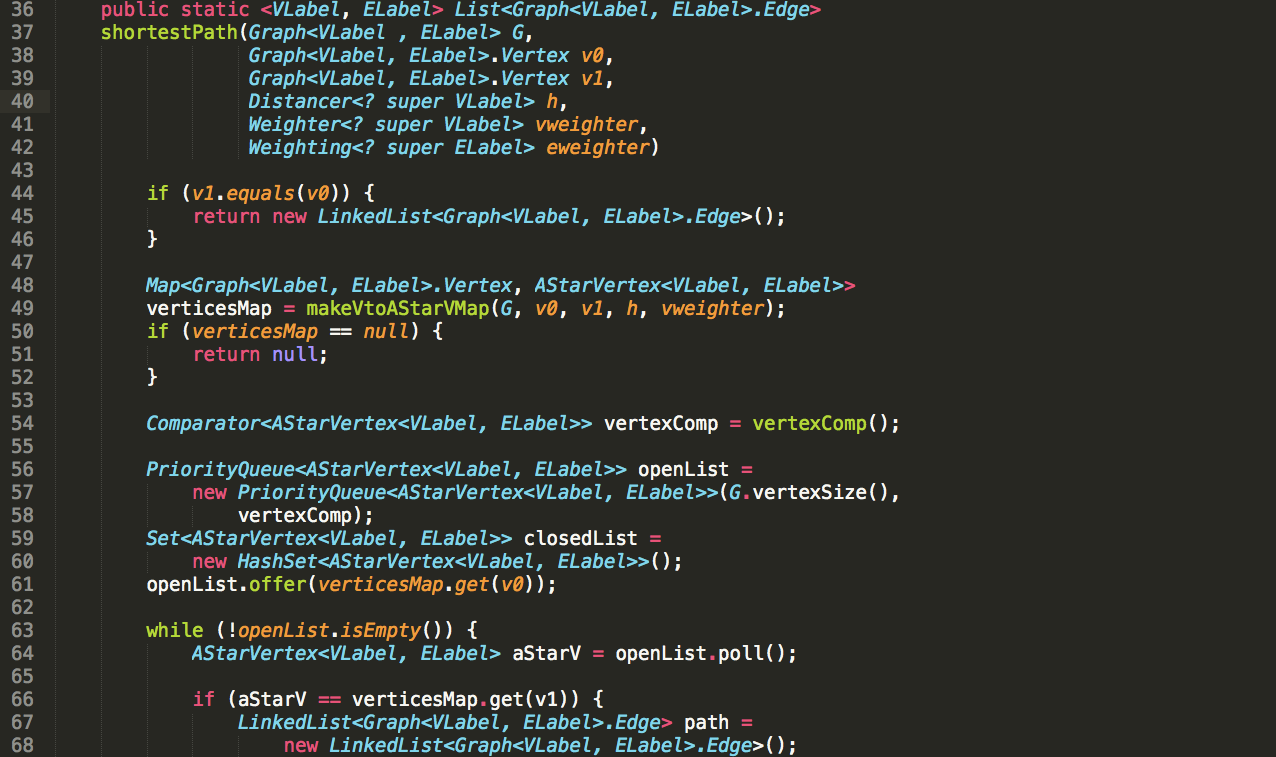 36 public static <VLabel, ELabel> List<Graph<VLabel, ELabel>.Edge>
37 shortestPath(Graph<VLabel , ELabel> G,
38 Graph<VLabel, ELabel>.Vertex v0,
39 Graph<VLabel, ELabel>.Vertex v1,
40 Distancer<? super VLabel> h,
41 Weighter<? super VLabel> vweighter,
42 Weighting<? super ELabel> eweighter)
43
44 if (v1.equals(v0)) {
45 return new LinkedList<Graph<VLabel, ELabel>.Edge>();
46 }
47
48 Map<Graph<VLabel, ELabel>.Vertex, AStarVertex<VLabel, ELabel>>
49 verticesMap = makeVtoAStarVMap(G, v0, v1, h, vweighter);
50 if (verticesMap == null) {
51 return null;
52 }
53
54 Comparator<AStarVertex<VLabel, ELabel>> vertexComp = vertexComp();
55
56 PriorityQueue<AStarVertex<VLabel, ELabel>> openList =
57 new PriorityQueue<AStarVertex<VLabel, ELabel>>(G.vertexSize(),
58 vertexComp);
59 Set<AStarVertex<VLabel, ELabel>> closedList =
60 new HashSet<AStarVertex<VLabel, ELabel>>();
61 openList.offer(verticesMap.get(v0));
62
63 while (!openList.isEmpty()) {
64 AStarVertex<VLabel, ELabel> aStarV = openList.poll();
65
66 if (aStarV == verticesMap.get(v1)) {
67 LinkedList<Graph<VLabel, ELabel>.Edge> path =
68 new LinkedList<Graph<VLabel, ELabel>.Edge>();